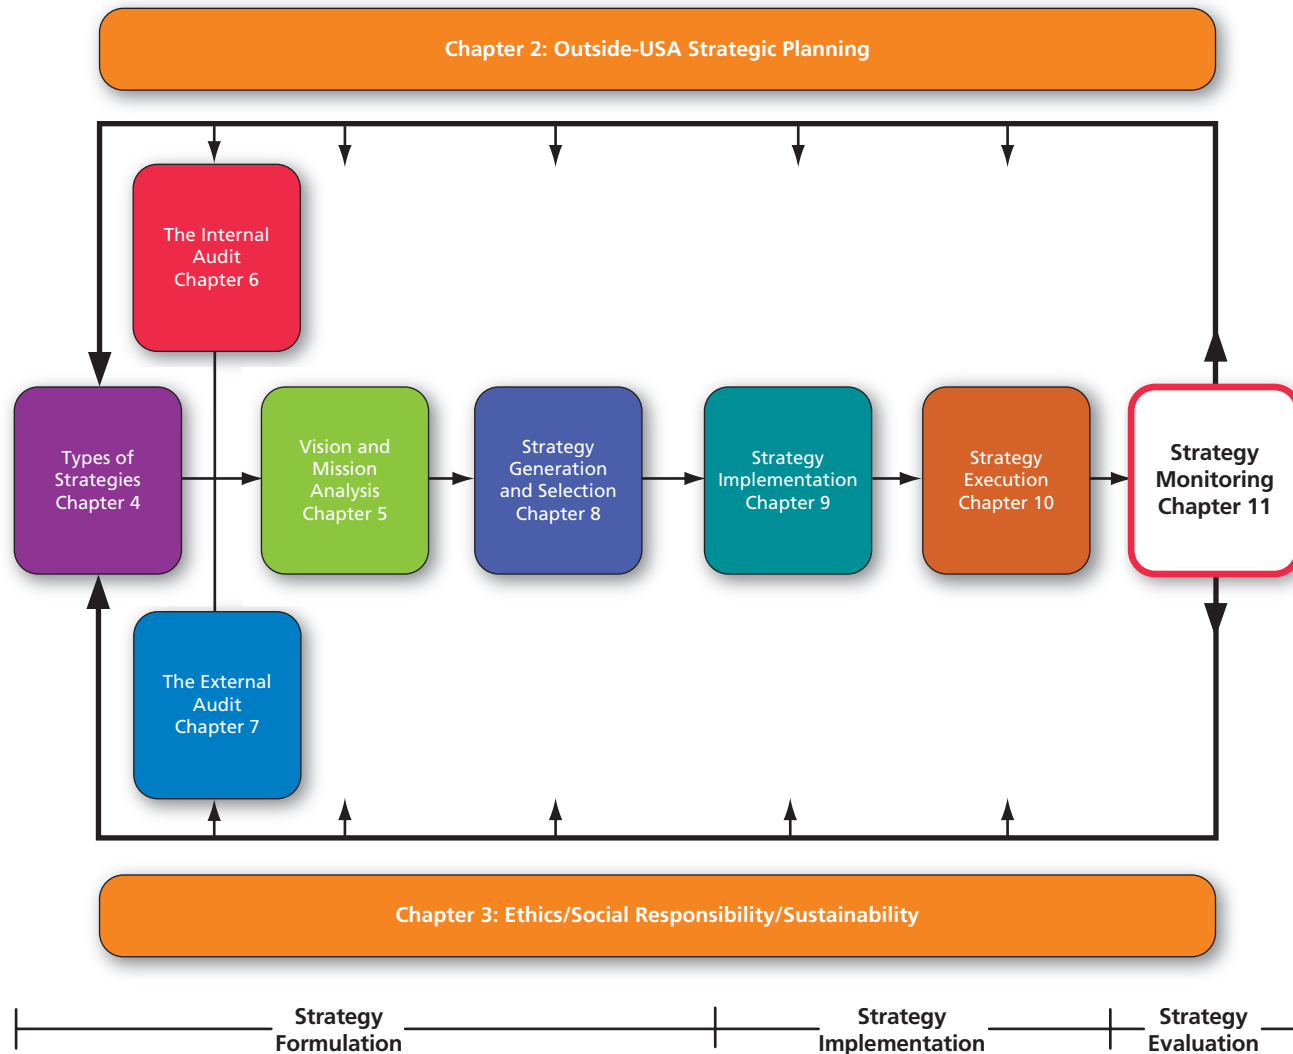 Chapter 2: Outside-USA Strategic Planning
The Internal
Audit
Chapter 6
Types of
Strategies
Chapter 4
Vision and
Mission
Analysis
Chapter 5
Strategy
Generation
and Selection
Chapter 8
Strategy
Implementation
Chapter 9
Strategy
Execution
Chapter 10
Strategy
Monitoring
Chapter 11
The External
Audit
Chapter 7
Chapter 3: Ethics/Social Responsibility/Sustainability
Strategy
Formulation
Strategy
Implementation
Strategy
Evaluation